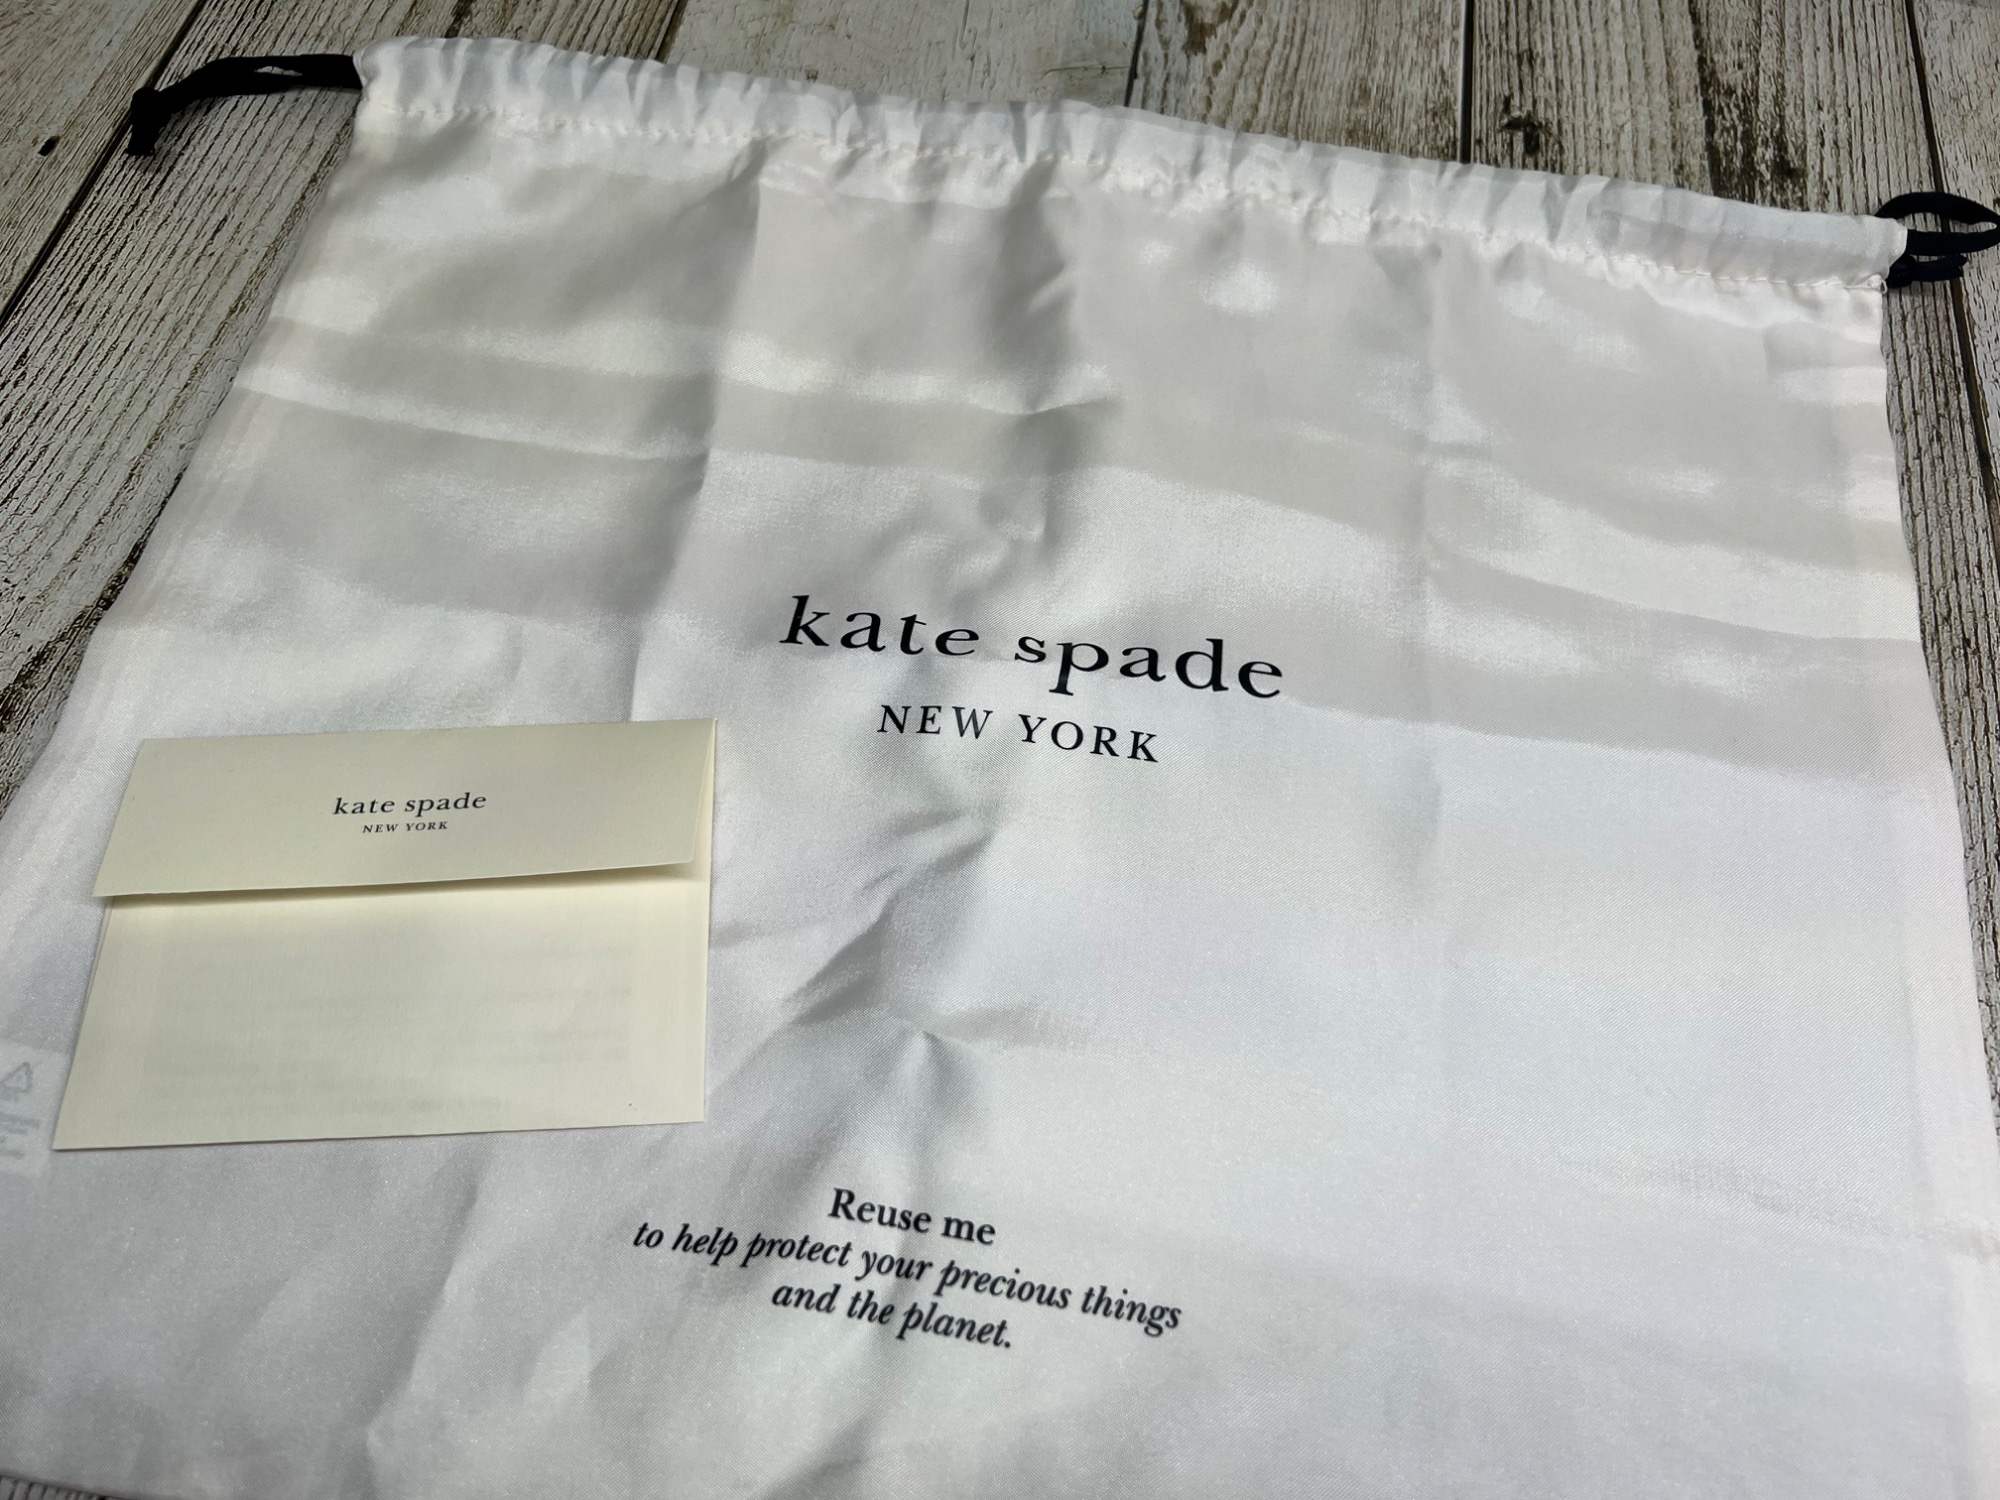 kate spade
NEW YORK
kate spade
NEW YORK
Reuse me
to help protect your precious things
and the planet.